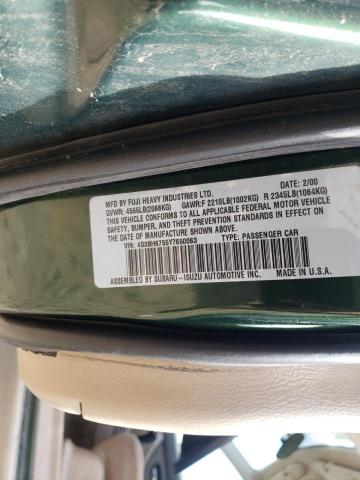 MFD BY FUJI HEAVY INDUSTRIES LTD. DATE: 2/00
GVWR: 4555LB(2066KG) GAWR:F 2210LB(1002KG) R 2345LB(1064KG)
THIS VEHICLE CONFORMS TO ALL APPLICABLE FEDERAL MOTOR VEHICLE
SAFETY, BUMPER, AND THEFT PREVENTION STANDARDS IN EFFECT ON
THE DATE OF MANUFACTURE SHOWN ABOVE.
VIN: 4S3BH6756Y7650063 TYPE: PASSENGER CAR
ASSEMBLED BY SUBARU-ISUZU AUTOMOTIVE INC. MADE IN U.S.A.